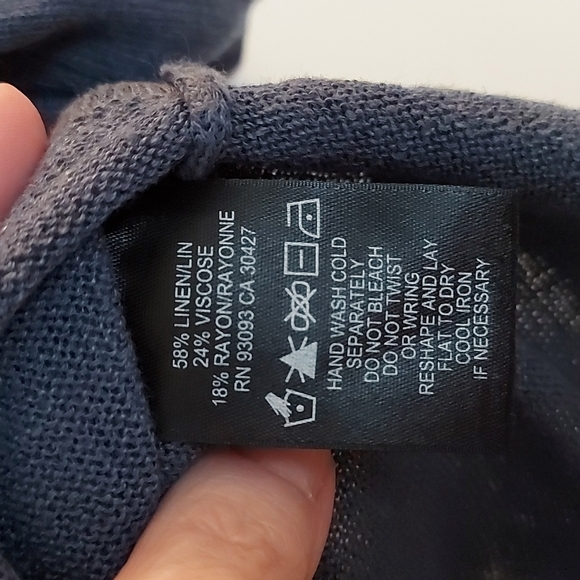 58% LINEN/LIN
24% VISCOSE
18% RAYON/RAYONNE
RN 93093 CA 30427
HAND WASH COLD
SEPARATELY
DO NOT BLEACH
DO NOT TWIST
OR WRING
RESHAPE AND LAY
FLAT TO DRY
COOL IRON
IF NECESSARY